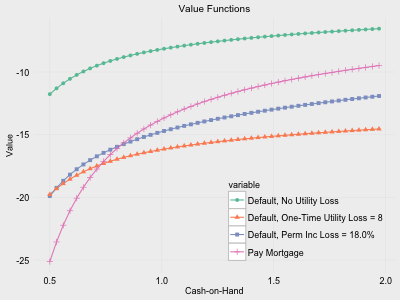 Value Functions
-10
-15
-20
-25
Value
0.5
1.0
1.5
2.0
Cash-on-Hand
variable
Default, No Utility Loss
Default, One-Time Utility Loss = 8
Default, Perm Inc Loss = 18.0%
Pay Mortgage